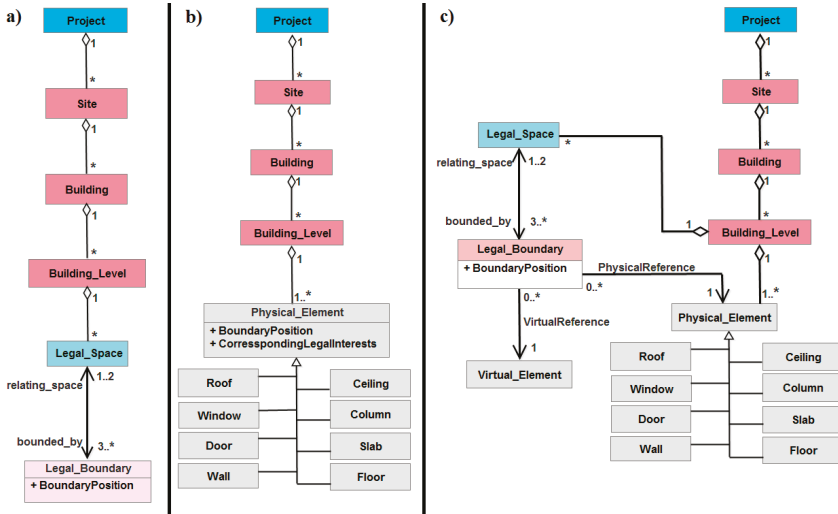 a)
Project
1
*
Site
1
*
Building
1
*
Building_Level
1
*
Legal_Space
relating_space
1..2
bounded_by
3..*
Legal_Boundary
+ BoundaryPosition
b)
Project
1
*
Site
1
*
Building
1
*
Building_Level
1
1..*
Physical_Element
+ BoundaryPosition
+ CorresspondingLegalInterests
Roof
Ceiling
Window
Column
Door
Slab
Wall
Floor
c)
Project
1
*
Site
1
*
Building
1
*
Building_Level
1
1
*
Legal_Space
relating_space
1..2
bounded_by
3..*
Legal_Boundary
+ BoundaryPosition
PhysicalReference
0..*
0..*
1
1..*
VirtualReference
1
Virtual_Element
Physical_Element
Roof
Ceiling
Window
Column
Door
Slab
Wall
Floor